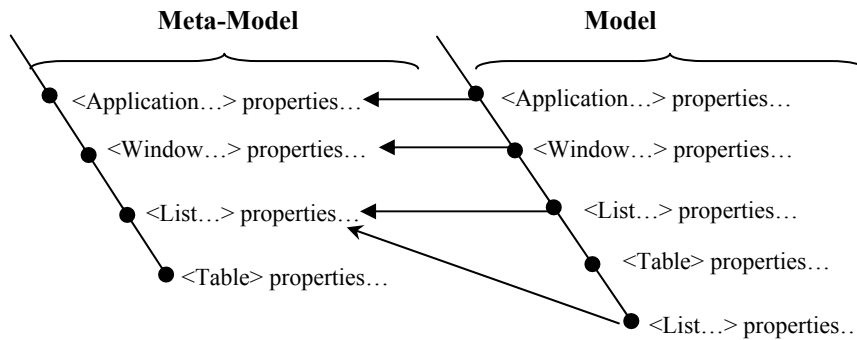 Meta-Model
Model
<Application…> properties…
<Application…> properties…
<Window…> properties…
<Window…> properties…
<List…> properties…
<List…> properties…
<Table> properties…
<Table> properties…
<List…> properties…